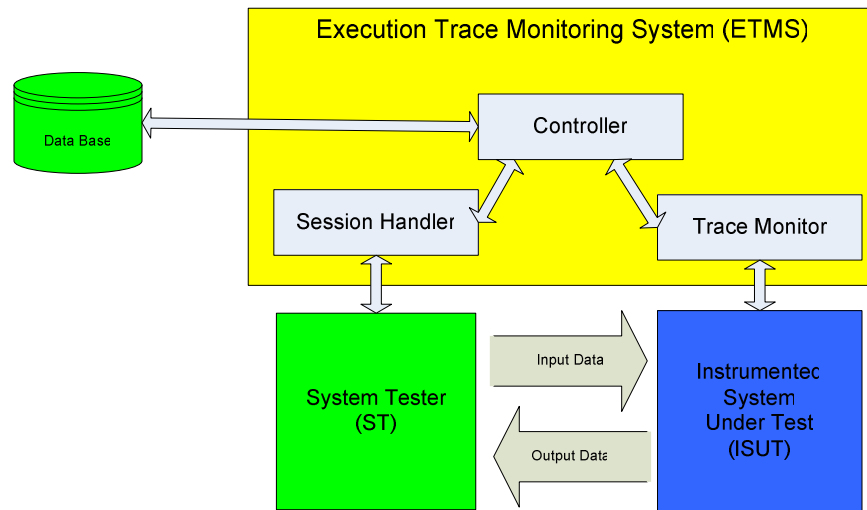 Execution Trace Monitoring System (ETMS)
Data Base
Controller
Session Handler
Trace Monitor
System Tester
(ST)
Input Data
Output Data
Instrumented
System
Under Test
(ISUT)